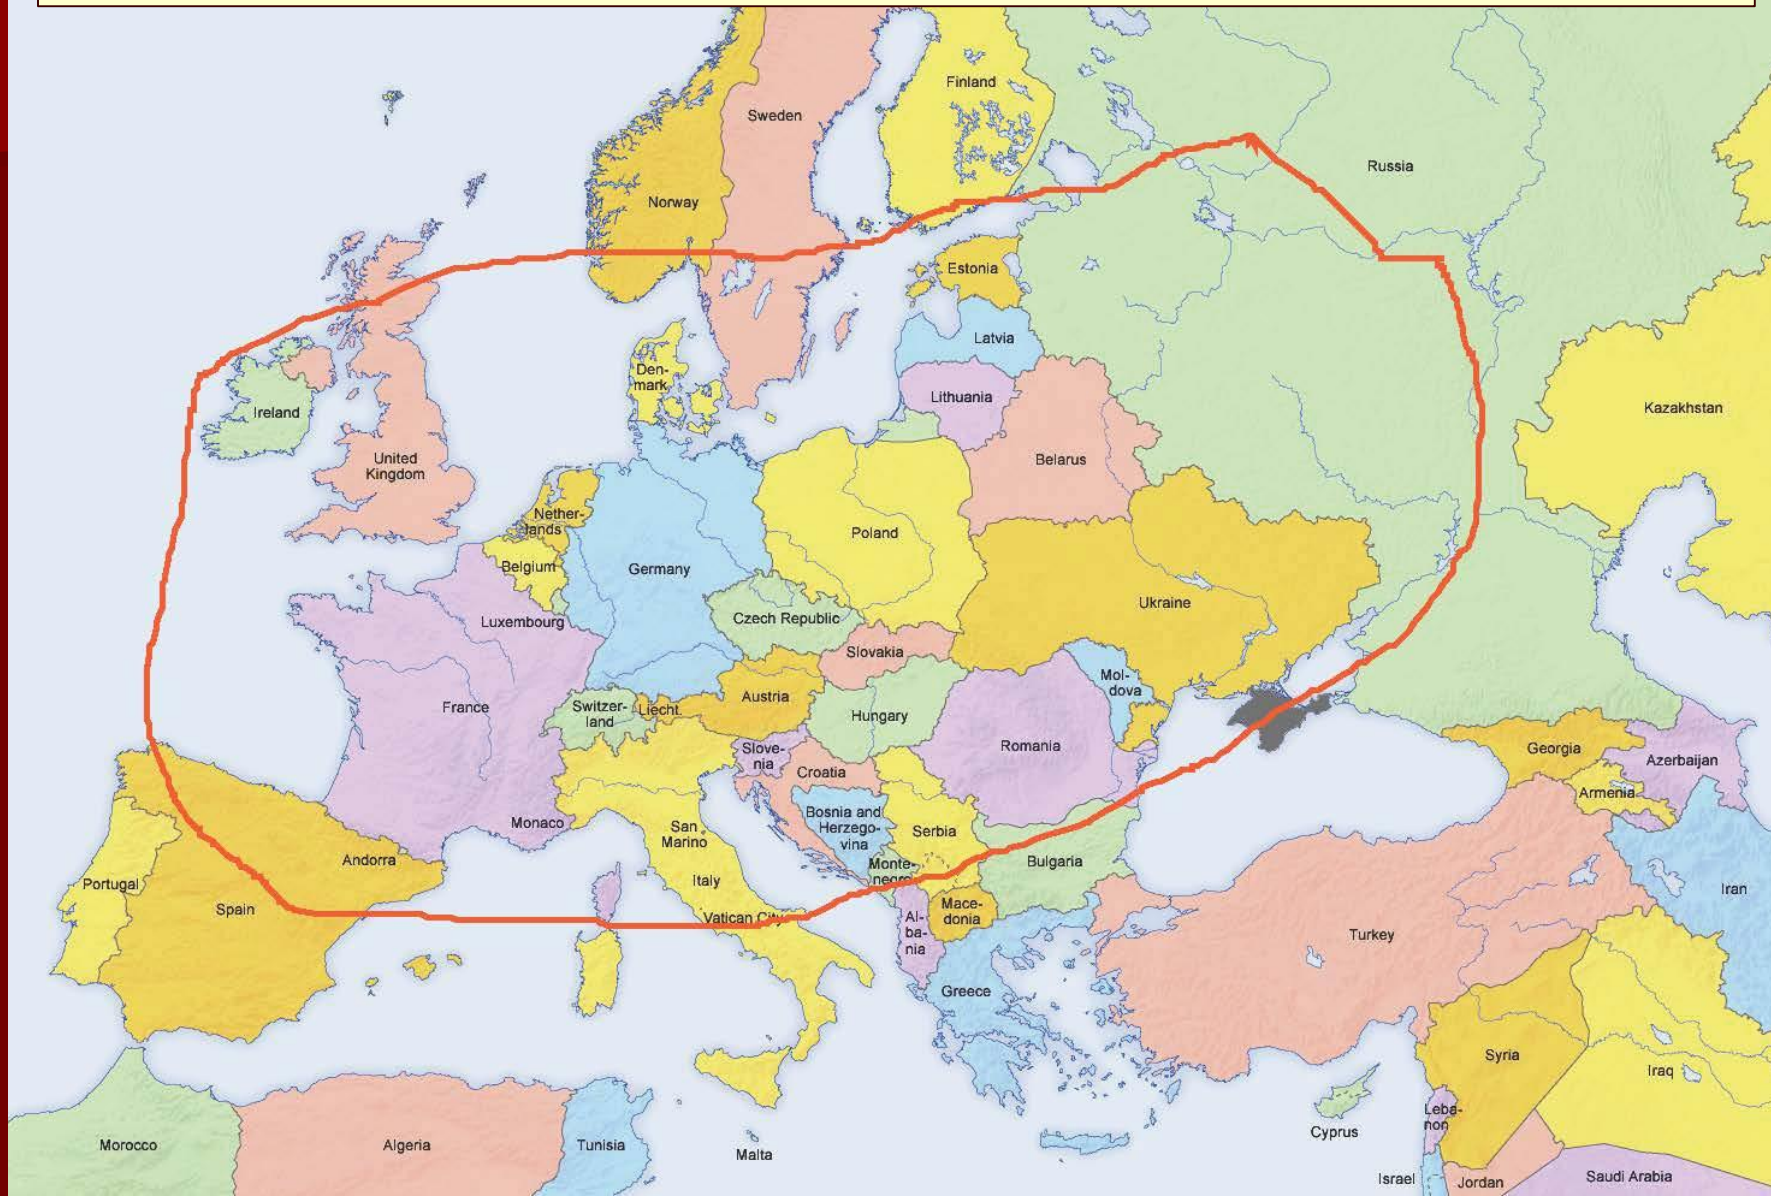 Finland
Sweden
Russia
Norway
Estonia
Latvia
Den-
mark
Lithuania
Ireland
Kazakhstan
United
Kingdom
Belarus
Nether-
lands
Poland
Belgium
Germany
Ukraine
Czech Republic
Luxembourg
Slovakia
Mol-
dova
Austria
France
Switzer-
land
Liecht.
Hungary
Romania
Slove-
nia
Georgia
Azerbaijan
Croatia
Armenia
Bosnia and
Herzego-
vina
Monaco
San
Marino
Serbia
Andorra
Bulgaria
Monte-
negro
Portugal
Italy
Iran
Spain
Vatican City
Al-
ba-
nia
Mace-
donia
Turkey
Greece
Syria
Iraq
Leba-
non
Cyprus
Morocco
Algeria
Tunisia
Malta
Israel
Jordan
Saudi Arabia